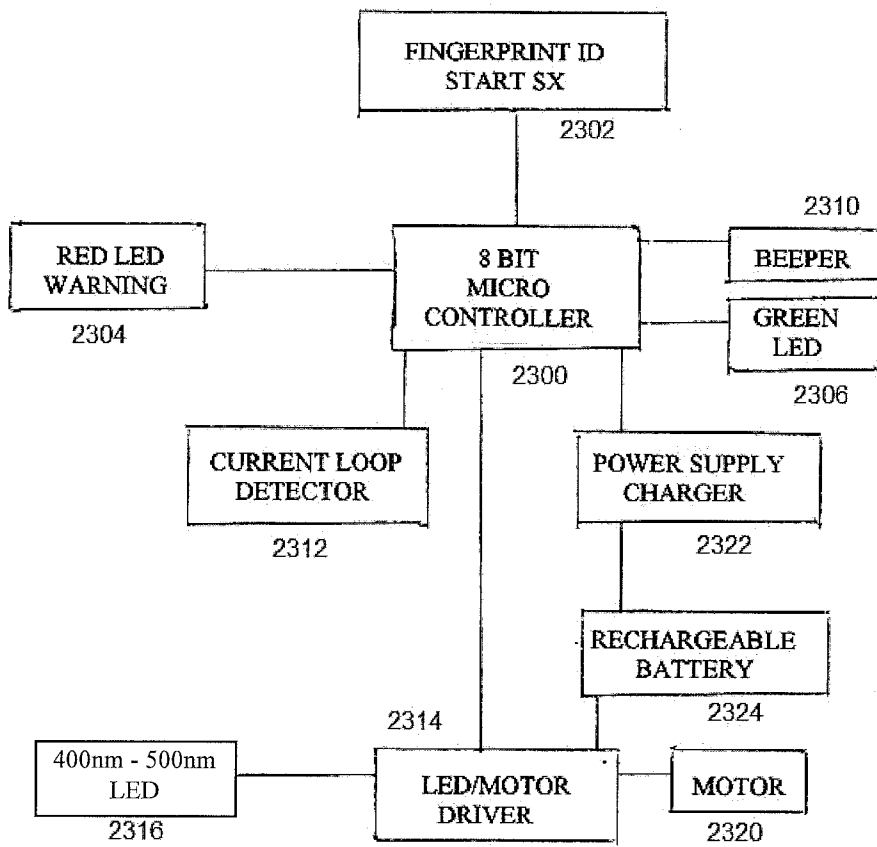 FINGERPRINT ID
START SX
2302
2310
RED LED
WARNING
2304
8 BIT
MICRO
CONTROLLER
2300
BEEPER
GREEN
LED
2306
CURRENT LOOP
DETECTOR
2312
POWER SUPPLY
CHARGER
2322
RECHARGEABLE
BATTERY
2324
2314
400nm - 500nm
LED
2316
LED/MOTOR
DRIVER
MOTOR
2320